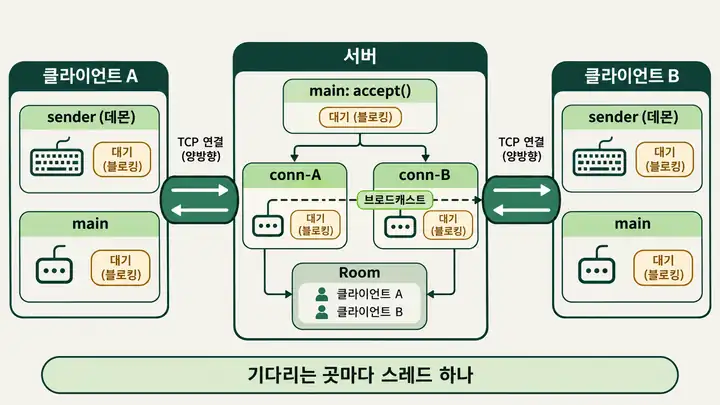 클라이언트 A
sender (데몬)
대기
(블로킹)
main
대기
(블로킹)
TCP 연결
(양방향)
서버
main: accept()
대기 (블로킹)
conn-A
대기
(블로킹)
conn-B
대기
(블로킹)
브로드캐스트
Room
클라이언트 A
클라이언트 B
TCP 연결
(양방향)
클라이언트 B
sender (데몬)
대기
(블로킹)
main
대기
(블로킹)
기다리는 곳마다 스레드 하나